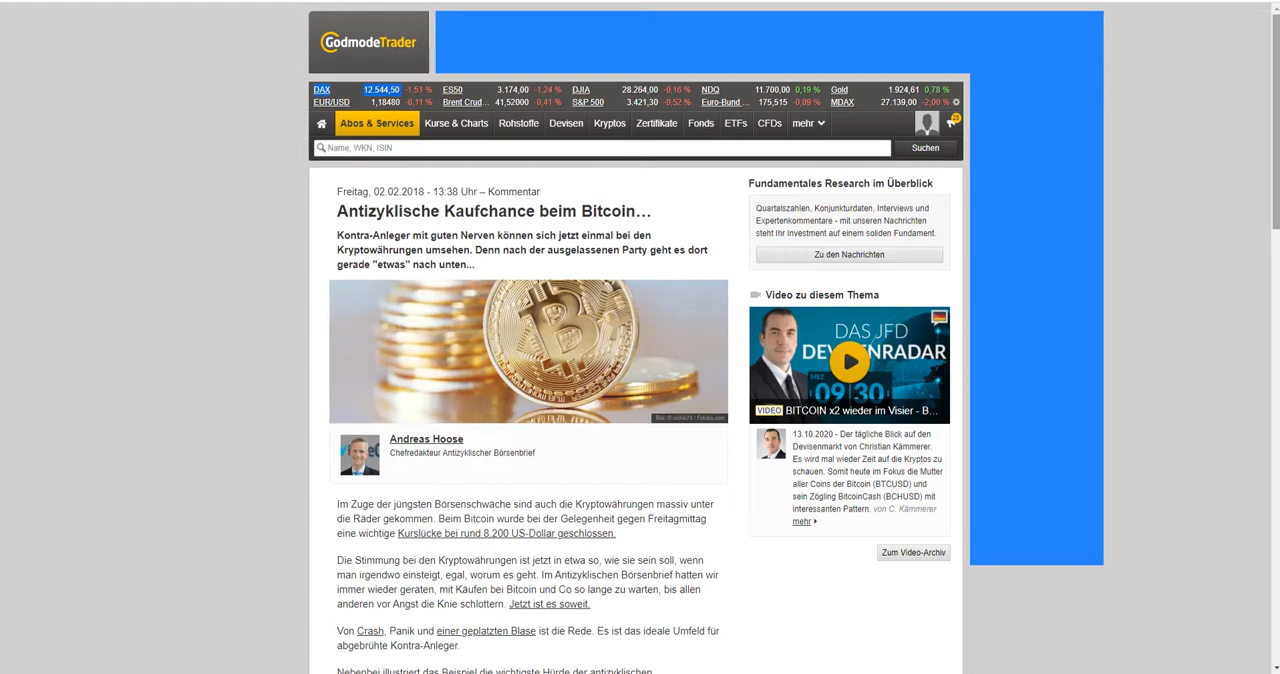 GodmodeTrader
DAX 12.544,50 -1,51 % ES50 3.174,00 -1,24 % DJIA 28.264,00 -0,16 % NDQ 11.700,00 0,19 % Gold 1.924,61 0,78 %
EUR/USD 1,18480 -0,11 % Brent Crud... 41,52000 -0,41 % S&P 500 3.421,30 -0,52 % Euro-Bund ... 175,515 -0,09 % MDAX 27.139,00 -2,00 %
Abos & Services Kurse & Charts Rohstoffe Devisen Kryptos Zertifikate Fonds ETFs CFDs mehr
Name, WKN, ISIN Suchen
Freitag, 02.02.2018 - 13:38 Uhr – Kommentar
Antizyklische Kaufchance beim Bitcoin…
Kontra-Anleger mit guten Nerven können sich jetzt einmal bei den
Kryptowährungen umsehen. Denn nach der ausgelassenen Party geht es dort
gerade "etwas" nach unten...
Andreas Hoose
Chefredakteur Antizyklischer Börsenbrief
Im Zuge der jüngsten Börsenschwäche sind auch die Kryptowährungen massiv unter
die Räder gekommen. Beim Bitcoin wurde bei der Gelegenheit gegen Freitagmittag
eine wichtige Kurslücke bei rund 8.200 US-Dollar geschlossen.
Die Stimmung bei den Kryptowährungen ist jetzt in etwa so, wie sie sein soll, wenn
man irgendwo einsteigt, egal, worum es geht. Im Antizyklischen Börsenbrief hatten wir
immer wieder geraten, mit Käufen bei Bitcoin und Co so lange zu warten, bis allen
anderen vor Angst die Knie schlottern. Jetzt ist es soweit.
Von Crash, Panik und einer geplatzten Blase ist die Rede. Es ist das ideale Umfeld für
abgebrühte Kontra-Anleger.
Nebenbei illustriert das Beispiel die wichtigste Hürde der antizyklischen
Fundamentales Research im Überblick
Quartalszahlen, Konjunkturdaten, Interviews und
Expertenkommentare - mit unseren Nachrichten
steht Ihr Investment auf einem soliden Fundament.
Zu den Nachrichten
Video zu diesem Thema
DAS JFD
DEVISENRADAR
09 30
VIDEO BITCOIN x2 wieder im Visier - B...
13.10.2020 - Der tägliche Blick auf den
Devisenmarkt von Christian Kämmerer.
Es wird mal wieder Zeit auf die Kryptos zu
schauen. Somit heute im Fokus die Mutter
aller Coins der Bitcoin (BTCUSD) und
sein Zögling BitcoinCash (BCHUSD) mit
interessanten Pattern. von C. Kämmerer
mehr
Zum Video-Archiv